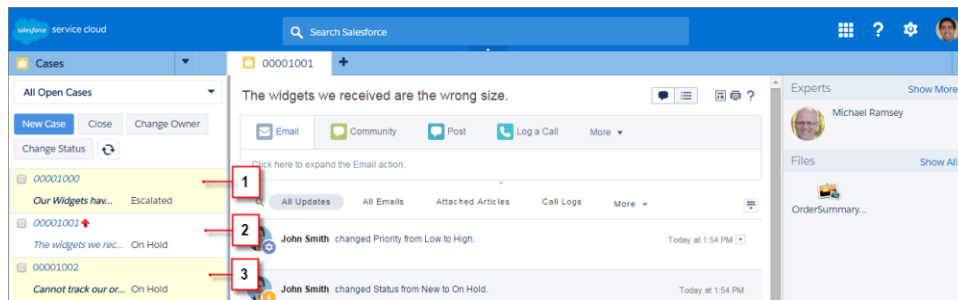 salesforce service cloud
Search Salesforce
?
Cases
00001001
+
All Open Cases
New Case Close Change Owner
Change Status
00001000
Our Widgets hav... Escalated
00001001
The widgets we rec... On Hold
00001002
Cannot track our or... On Hold
1
2
3
The widgets we received are the wrong size.
?
Email Community Post Log a Call More
Click here to expand the Email action.
All Updates All Emails Attached Articles Call Logs More
John Smith changed Priority from Low to High. Today at 1:54 PM
John Smith changed Status from New to On Hold. Today at 1:54 PM
Experts Show More
Michael Ramsey
Files Show All
OrderSummary...